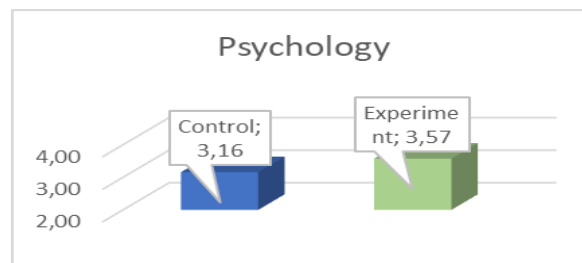 Psychology
Control;
3,16
Experime
nt; 3,57
4,00
3,00
2,00